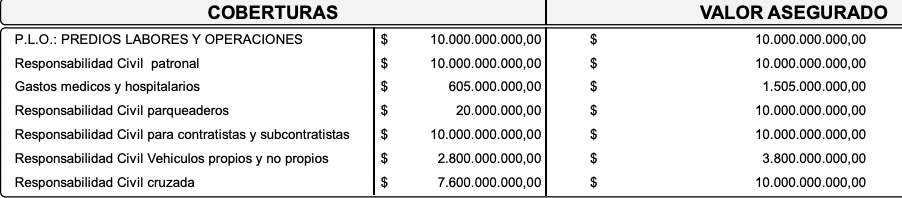 COBERTURAS VALOR ASEGURADO
P.L.O.: PREDIOS LABORES Y OPERACIONES $ 10.000.000.000,00 $ 10.000.000.000,00
Responsabilidad Civil patronal $ 10.000.000.000,00 $ 10.000.000.000,00
Gastos medicos y hospitalarios $ 605.000.000,00 $ 1.505.000.000,00
Responsabilidad Civil parqueaderos $ 20.000.000,00 $ 10.000.000.000,00
Responsabilidad Civil para contratistas y subcontratistas $ 10.000.000.000,00 $ 10.000.000.000,00
Responsabilidad Civil Vehiculos propios y no propios $ 2.800.000.000,00 $ 3.800.000.000,00
Responsabilidad Civil cruzada $ 7.600.000.000,00 $ 10.000.000.000,00